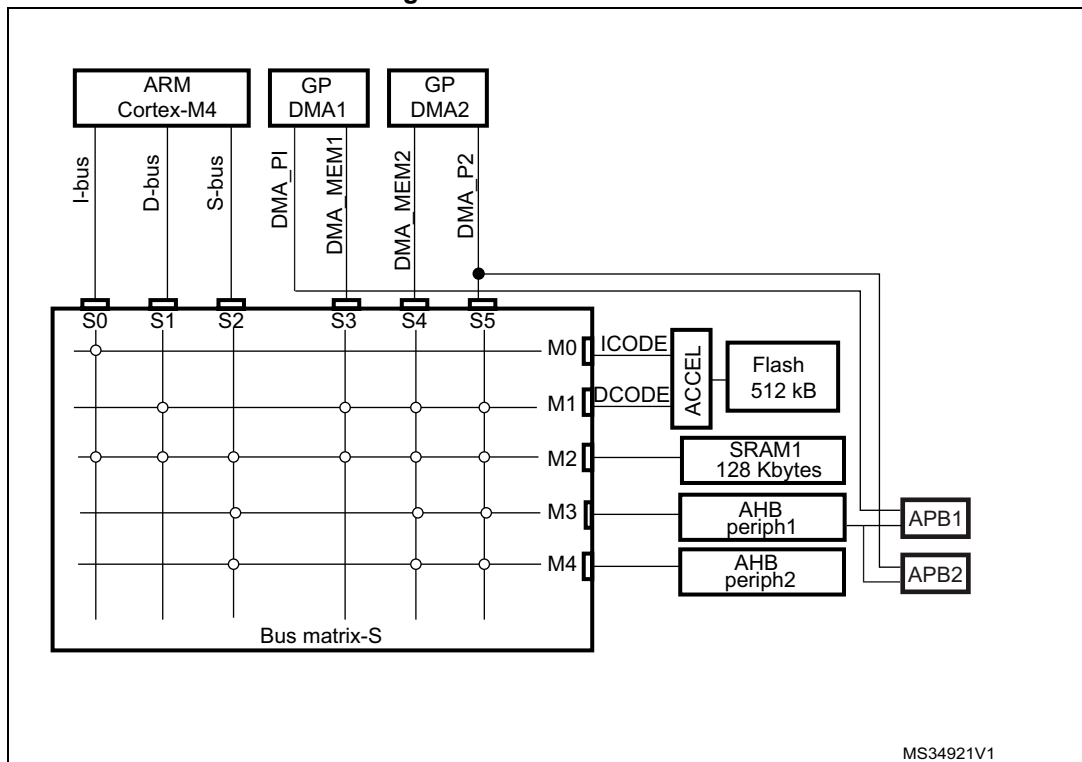 ARM
Cortex-M4
GP
DMA1
GP
DMA2
I-bus
D-bus
S-bus
DMA_PI
DMA_MEM1
DMA_MEM2
DMA_P2
S0 S1 S2 S3 S4 S5
M0
ICODE
M1
DCODE
ACCEL
Flash
512 kB
M2
SRAM1
128 Kbytes
M3
AHB
periph1
APB1
M4
AHB
periph2
APB2
Bus matrix-S
MS34921V1